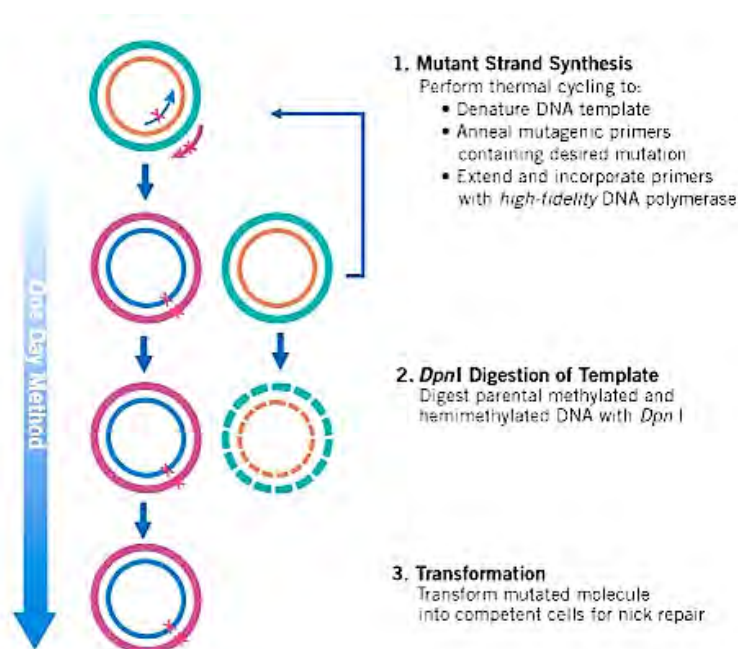 1. Mutant Strand Synthesis
Perform thermal cycling to:
• Denature DNA template
• Anneal mutagenic primers
containing desired mutation
• Extend and incorporate primers
with high-fidelity DNA polymerase
One Day Method
2. DpnI Digestion of Template
Digest parental methylated and
hemimethylated DNA with Dpn I
3. Transformation
Transform mutated molecule
into competent cells for nick repair